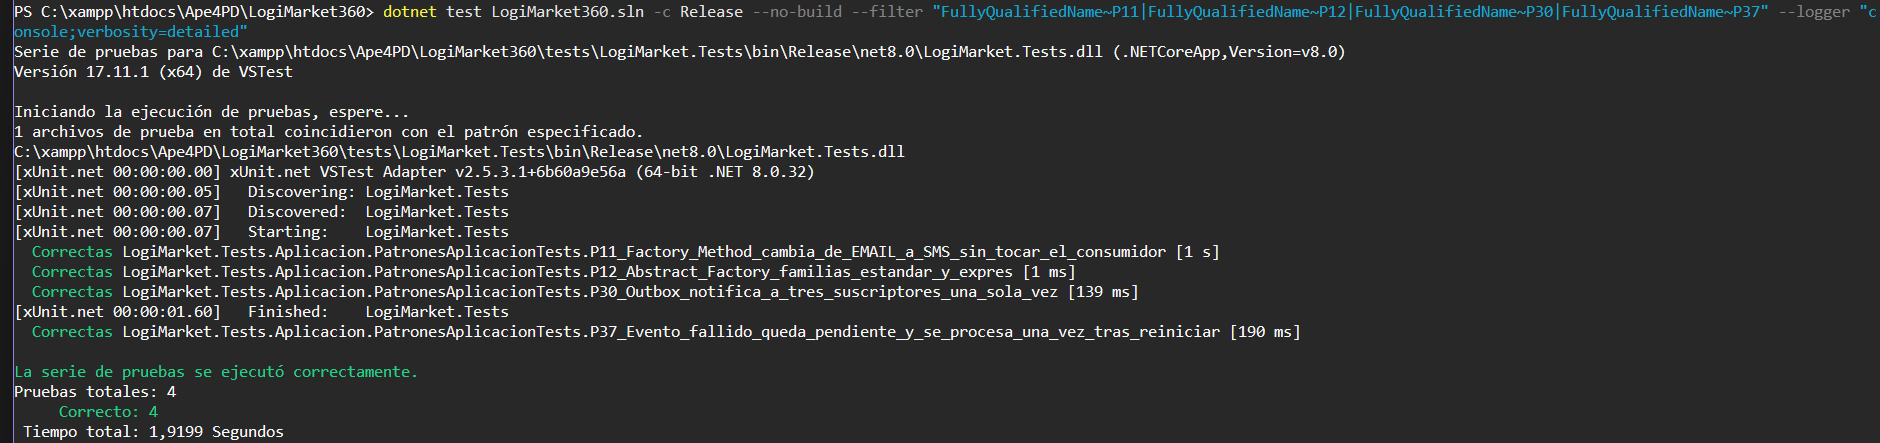 PS C:\xampp\htdocs\Ape4PD\LogiMarket360> dotnet test LogiMarket360.sln -c Release --no-build --filter "FullyQualifiedName~P11|FullyQualifiedName~P12|FullyQualifiedName~P30|FullyQualifiedName~P37" --logger "c
onsole;verbosity=detailed"
Serie de pruebas para C:\xampp\htdocs\Ape4PD\LogiMarket360\tests\LogiMarket.Tests\bin\Release\net8.0\LogiMarket.Tests.dll (.NETCoreApp,Version=v8.0)
Versión 17.11.1 (x64) de VSTest
Iniciando la ejecución de pruebas, espere...
1 archivos de prueba en total coincidieron con el patrón especificado.
C:\xampp\htdocs\Ape4PD\LogiMarket360\tests\LogiMarket.Tests\bin\Release\net8.0\LogiMarket.Tests.dll
[xUnit.net 00:00:00.00] xUnit.net VSTest Adapter v2.5.3.1+6b60a9e56a (64-bit .NET 8.0.32)
[xUnit.net 00:00:00.05]   Discovering: LogiMarket.Tests
[xUnit.net 00:00:00.07]   Discovered:  LogiMarket.Tests
[xUnit.net 00:00:00.07]   Starting:    LogiMarket.Tests
  Correctas LogiMarket.Tests.Aplicacion.PatronesAplicacionTests.P11_Factory_Method_cambia_de_EMAIL_a_SMS_sin_tocar_el_consumidor [1 s]
  Correctas LogiMarket.Tests.Aplicacion.PatronesAplicacionTests.P12_Abstract_Factory_familias_estandar_y_expres [1 ms]
  Correctas LogiMarket.Tests.Aplicacion.PatronesAplicacionTests.P30_Outbox_notifica_a_tres_suscriptores_una_sola_vez [139 ms]
[xUnit.net 00:00:01.60]   Finished:    LogiMarket.Tests
  Correctas LogiMarket.Tests.Aplicacion.PatronesAplicacionTests.P37_Evento_fallido_queda_pendiente_y_se_procesa_una_vez_tras_reiniciar [190 ms]
La serie de pruebas se ejecutó correctamente.
Pruebas totales: 4
     Correcto: 4
 Tiempo total: 1,9199 Segundos